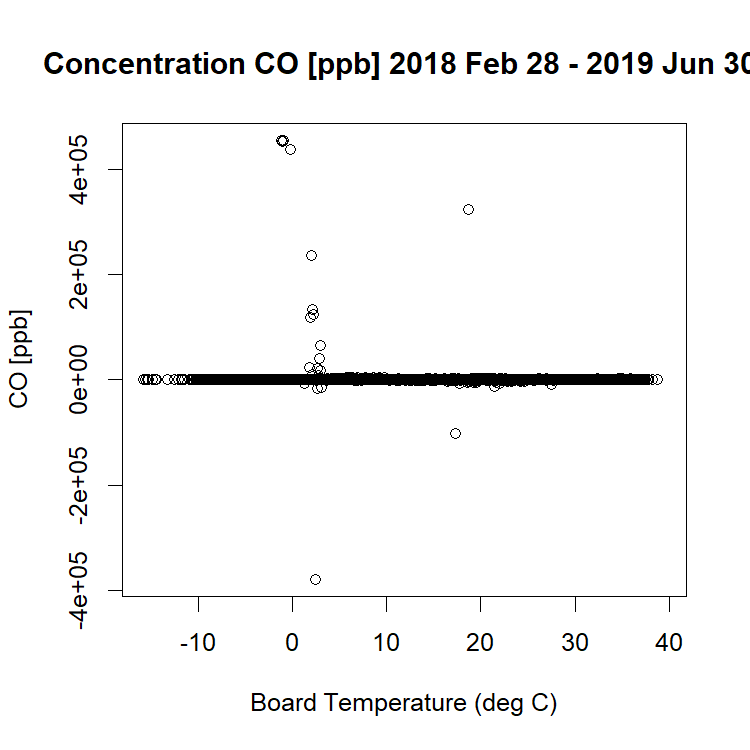 Concentration CO [ppb] 2018 Feb 28 - 2019 Jun 30
CO [ppb]
4e+05
2e+05
0e+00
-2e+05
-4e+05
-10 0 10 20 30 40
Board Temperature (deg C)